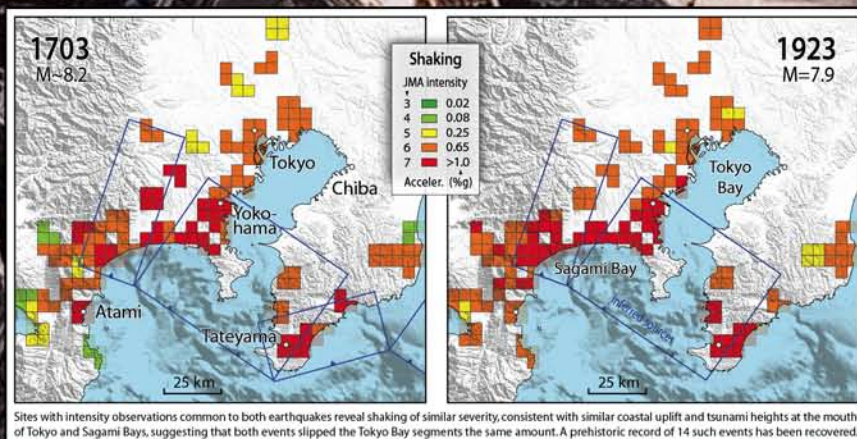 1703
M~8.2
Tokyo
Chiba
Yoko-
hama
Atami
Tateyama
25 km
Shaking
JMA intensity
3 0.02
4 0.08
5 0.25
6 0.65
7 >1.0
Acceler. (%g)
1923
M=7.9
Tokyo
Bay
Sagami Bay
25 km
Sites with intensity observations common to both earthquakes reveal shaking of similar severity, consistent with similar coastal uplift and tsunami heights at the mouth
of Tokyo and Sagami Bays, suggesting that both events slipped the Tokyo Bay segments the same amount. A prehistoric record of 14 such events has been recovered.